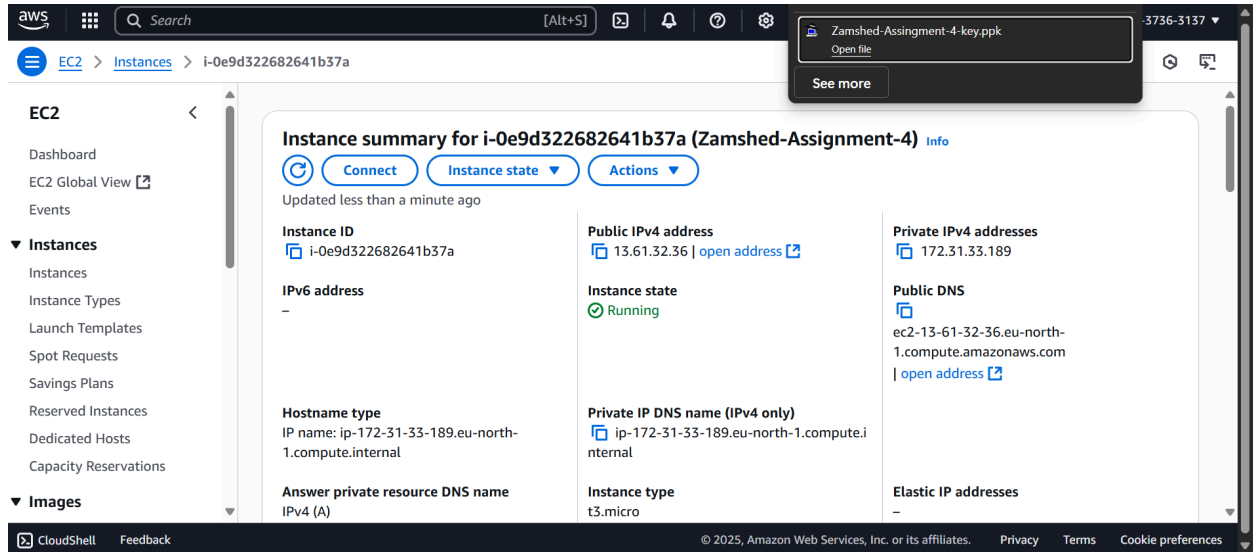 aws
Search [Alt+S]
Zamshed-Assingment-4-key.ppk
Open file
See more
-3736-3137
EC2 > Instances > i-0e9d322682641b37a
EC2
Dashboard
EC2 Global View
Events
Instances
Instances
Instance Types
Launch Templates
Spot Requests
Savings Plans
Reserved Instances
Dedicated Hosts
Capacity Reservations
Images
Instance summary for i-0e9d322682641b37a (Zamshed-Assignment-4) Info
Connect Instance state Actions
Updated less than a minute ago
Instance ID
i-0e9d322682641b37a
Public IPv4 address
13.61.32.36 | open address
Private IPv4 addresses
172.31.33.189
IPv6 address
–
Instance state
Running
Public DNS
ec2-13-61-32-36.eu-north-
1.compute.amazonaws.com
| open address
Hostname type
IP name: ip-172-31-33-189.eu-north-
1.compute.internal
Private IP DNS name (IPv4 only)
ip-172-31-33-189.eu-north-1.compute.i
nternal
Answer private resource DNS name
IPv4 (A)
Instance type
t3.micro
Elastic IP addresses
–
CloudShell Feedback © 2025, Amazon Web Services, Inc. or its affiliates. Privacy Terms Cookie preferences